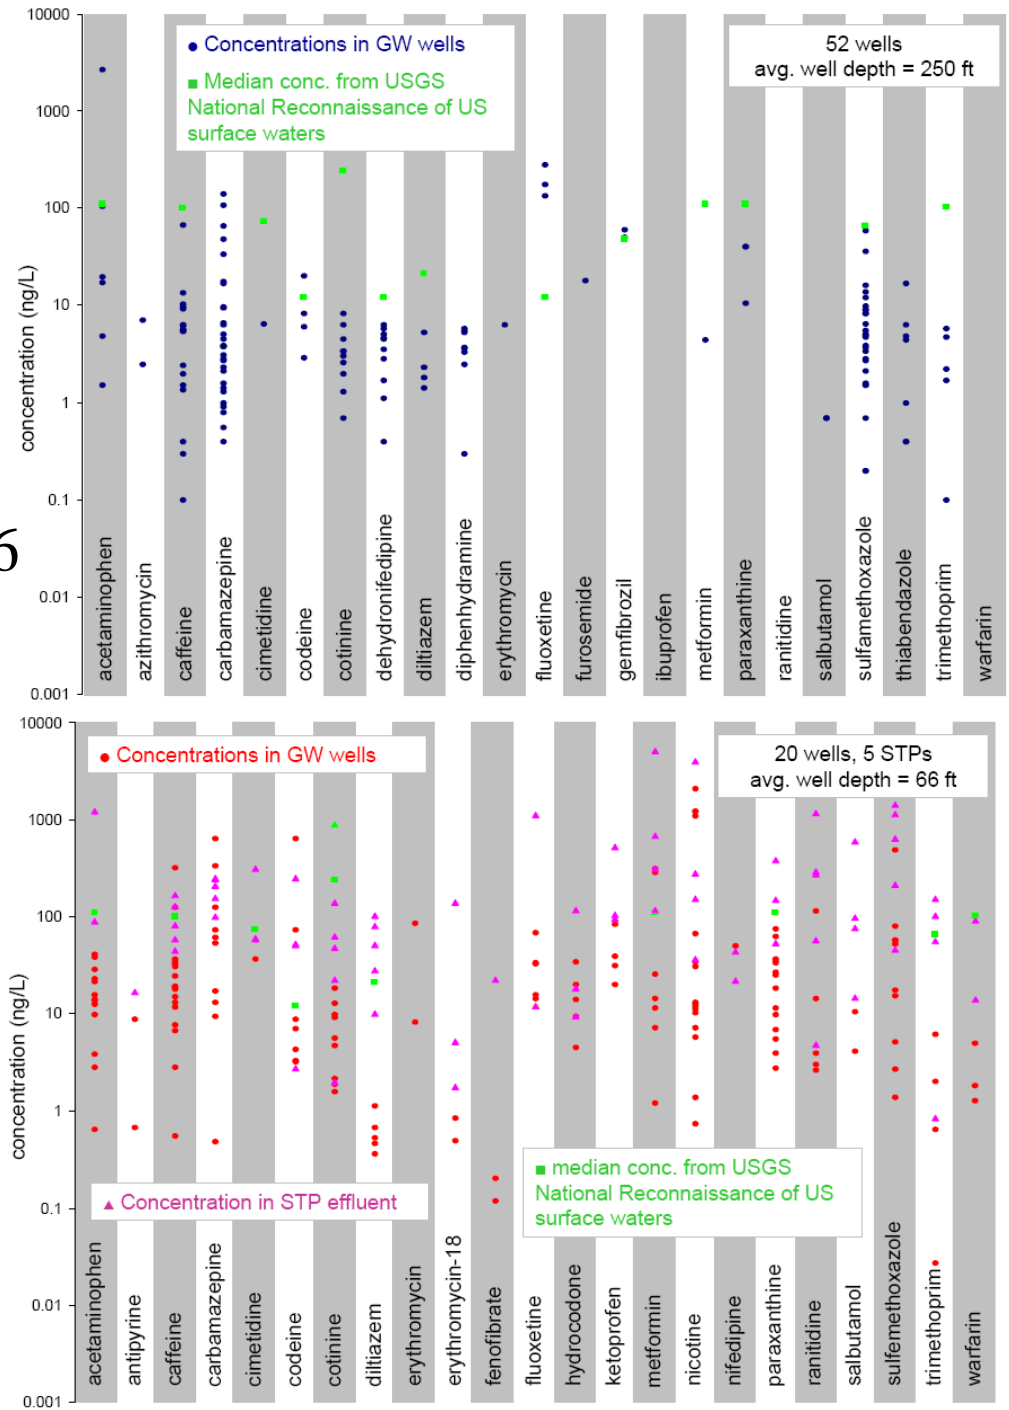 10000
1000
100
10
1
0.1
0.01
0.001
concentration (ng/L)
Concentrations in GW wells
Median conc. from USGS
National Reconnaissance of US
surface waters
52 wells
avg. well depth = 250 ft
6
acetaminophen
azithromycin
caffeine
carbamazepine
cimetidine
codeine
cotinine
dehydronifedipine
diltiazem
diphenhydramine
erythromycin
fluoxetine
furosemide
gemfibrozil
ibuprofen
metformin
paraxanthine
ranitidine
salbutamol
sulfamethoxazole
thiabendazole
trimethoprim
warfarin
10000
1000
100
10
1
0.1
0.01
0.001
concentration (ng/L)
Concentrations in GW wells
20 wells, 5 STPs
avg. well depth = 66 ft
Concentration in STP effluent
median conc. from USGS
National Reconnaissance of US
surface waters
acetaminophen
antipyrine
caffeine
carbamazepine
cimetidine
codeine
cotinine
diltiazem
erythromycin
erythromycin-18
fenofibrate
fluoxetine
hydrocodone
ketoprofen
metformin
nicotine
nifedipine
paraxanthine
ranitidine
salbutamol
sulfemethoxazole
trimethoprim
warfarin